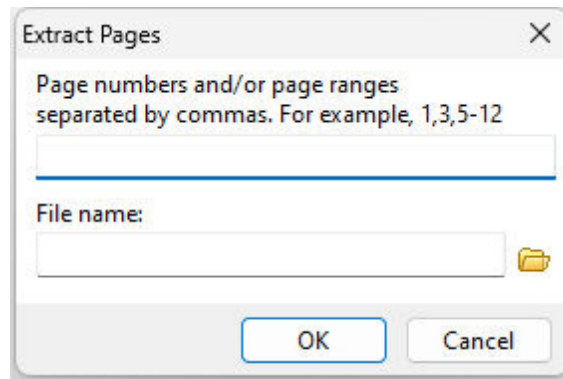 Extract Pages
Page numbers and/or page ranges
separated by commas. For example, 1,3,5-12
File name:
OK
Cancel